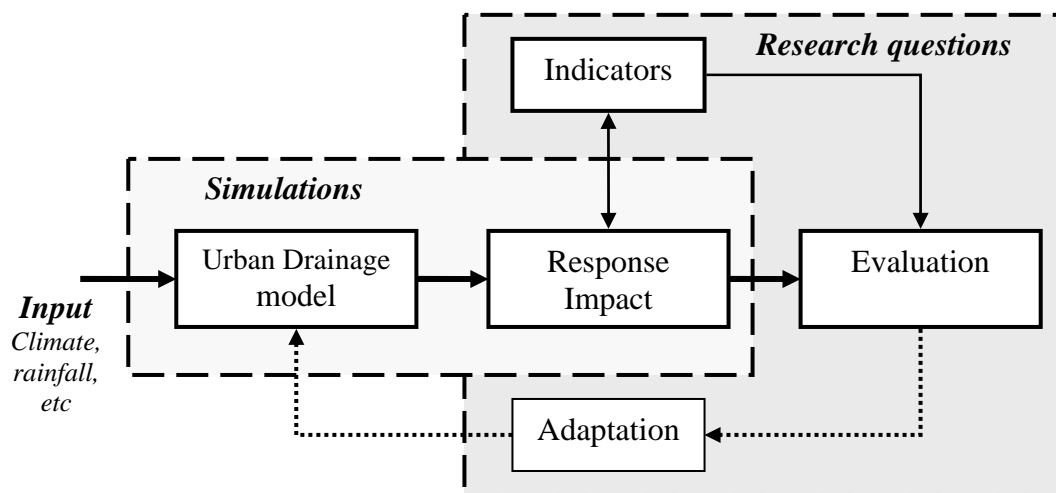 Indicators
Research questions
Simulations
Urban Drainage
model
Response
Impact
Evaluation
Input
Climate,
rainfall,
etc
Adaptation